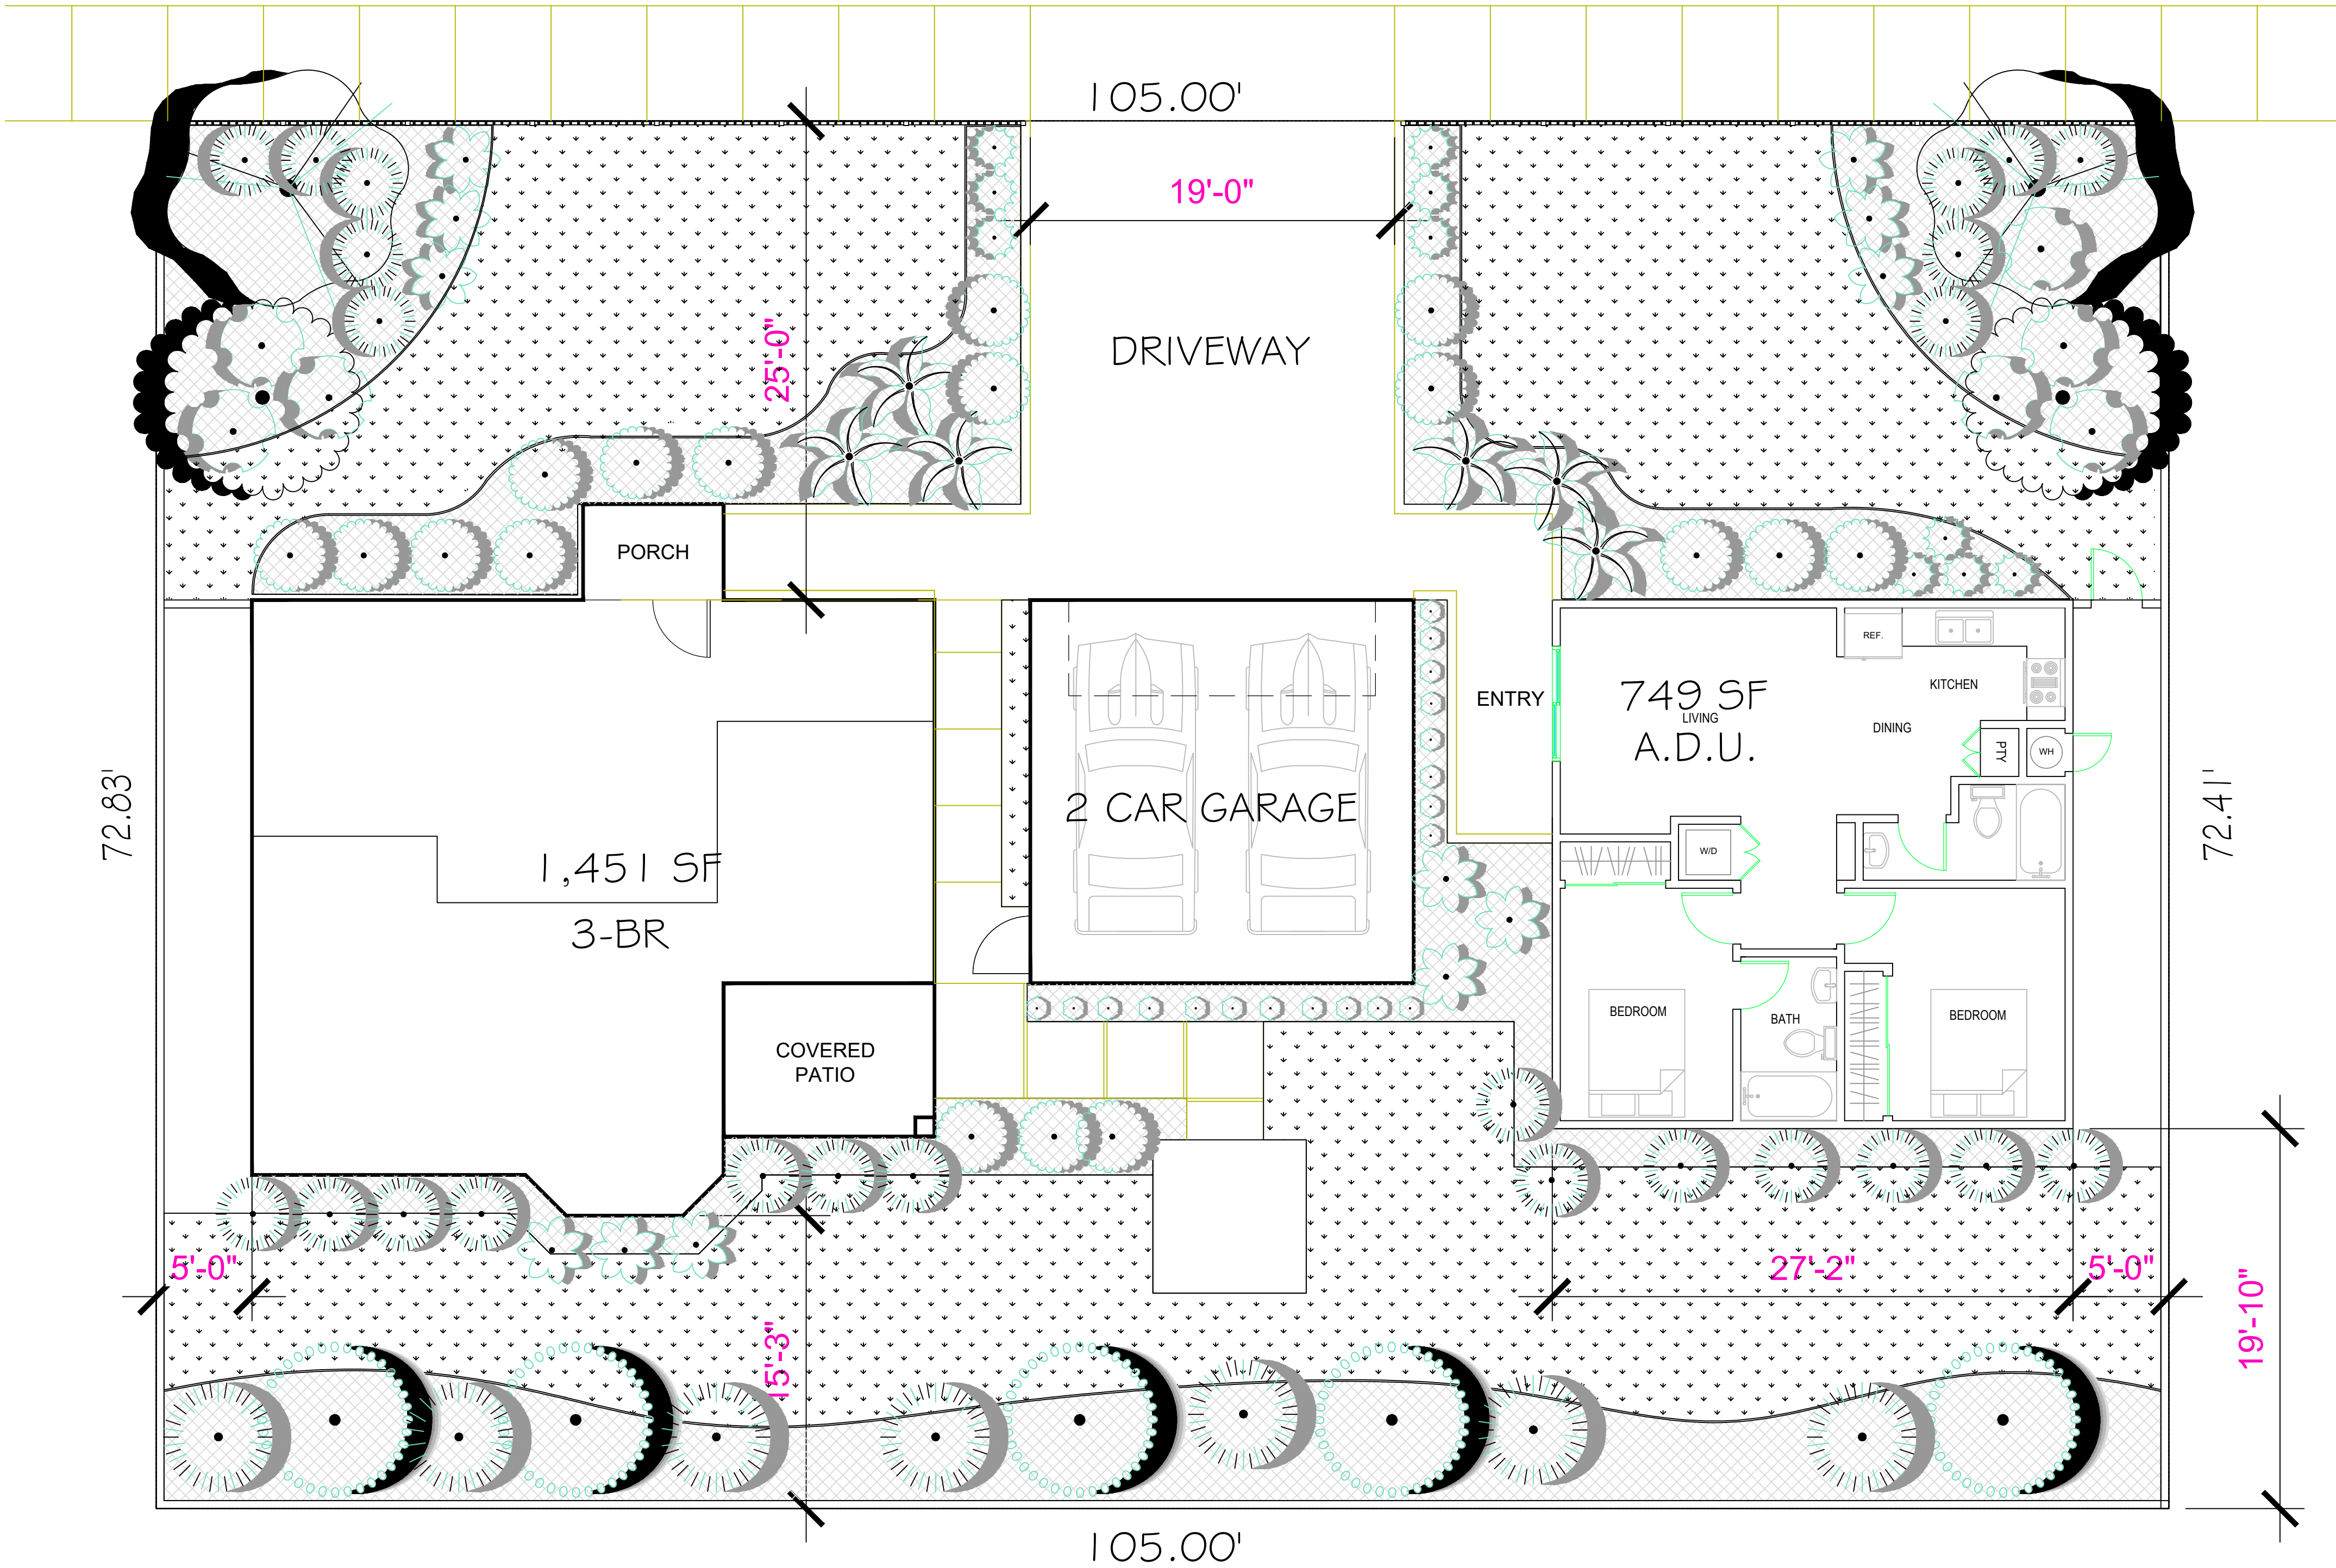 105.00'
19'-0"
DRIVEWAY
25'-0"
PORCH
REF.
KITCHEN
ENTRY
749 SF
LIVING
A.D.U.
DINING
PTY
WH
72.83'
72.41'
2 CAR GARAGE
W/D
1,451 SF
3-BR
BEDROOM
BATH
BEDROOM
COVERED
PATIO
5'-0"
27'-2"
5'-0"
19'-10"
15'-3"
105.00'